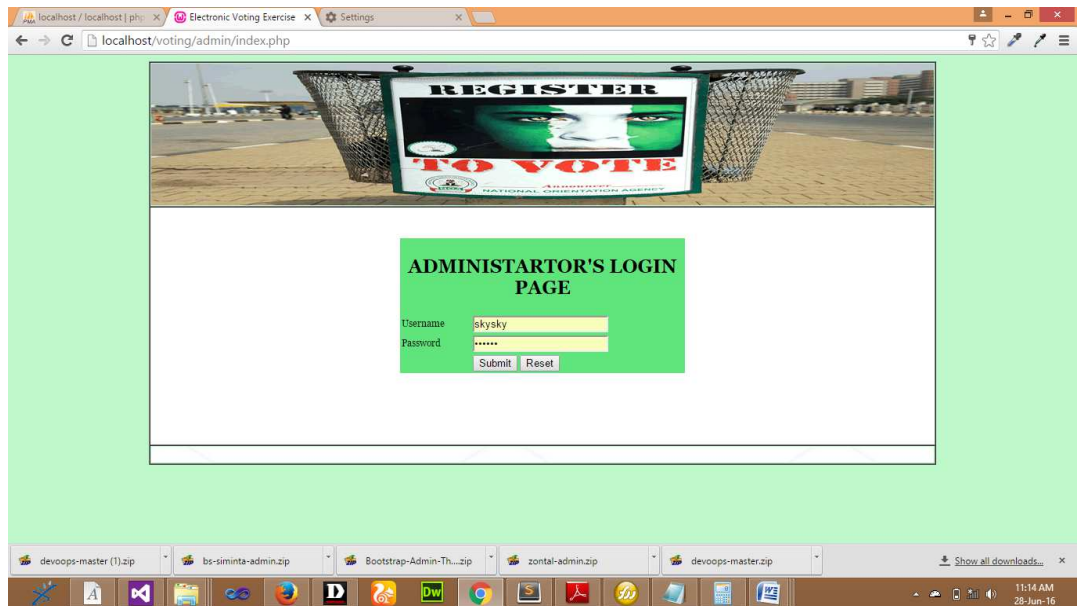 localhost / localhost | php
Electronic Voting Exercise
Settings
localhost/voting/admin/index.php
REGISTER
TO VOTE
Announcer
NATIONAL ORIENTATION AGENCY
ADMINISTARTOR'S LOGIN
PAGE
Username skysky
Password ••••••
Submit Reset
devoops-master (1).zip
bs-siminta-admin.zip
Bootstrap-Admin-Th....zip
zontal-admin.zip
devoops-master.zip
Show all downloads...
11:14 AM
28-Jun-16